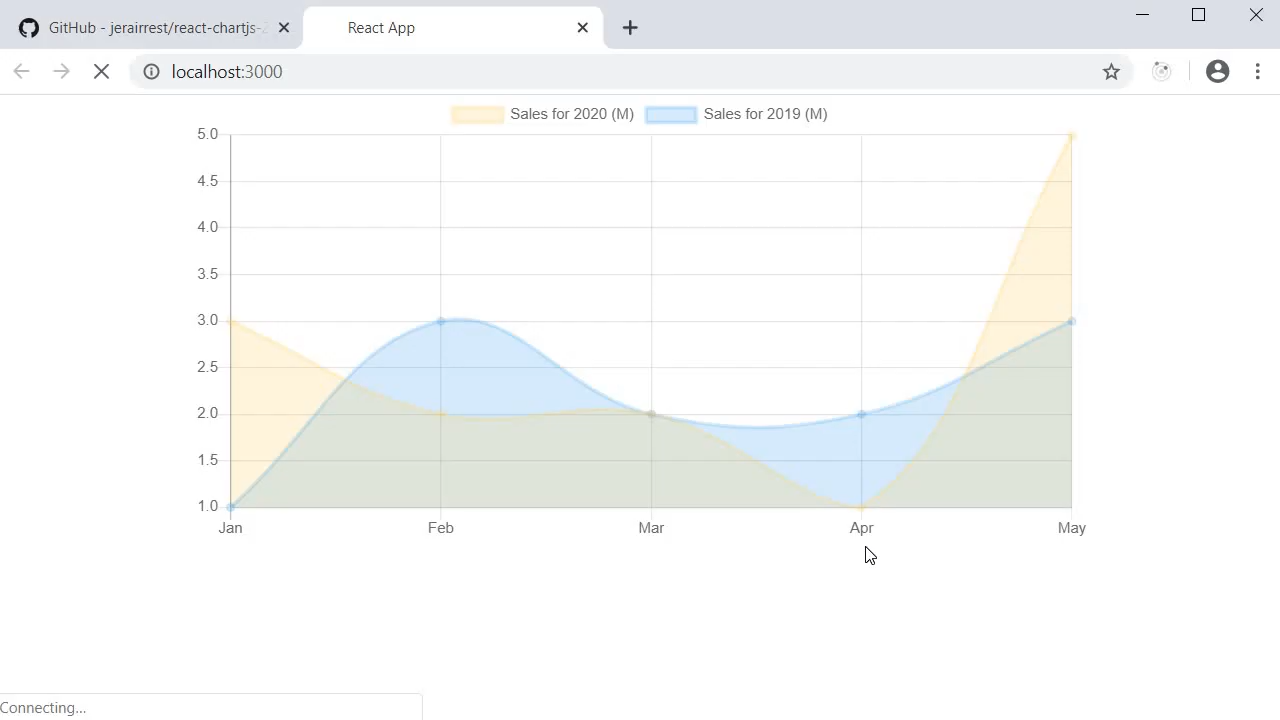 GitHub - jerairrest/react-chartjs-2
React App
localhost:3000
Sales for 2020 (M) Sales for 2019 (M)
5.0
4.5
4.0
3.5
3.0
2.5
2.0
1.5
1.0
Jan Feb Mar Apr May
Connecting...